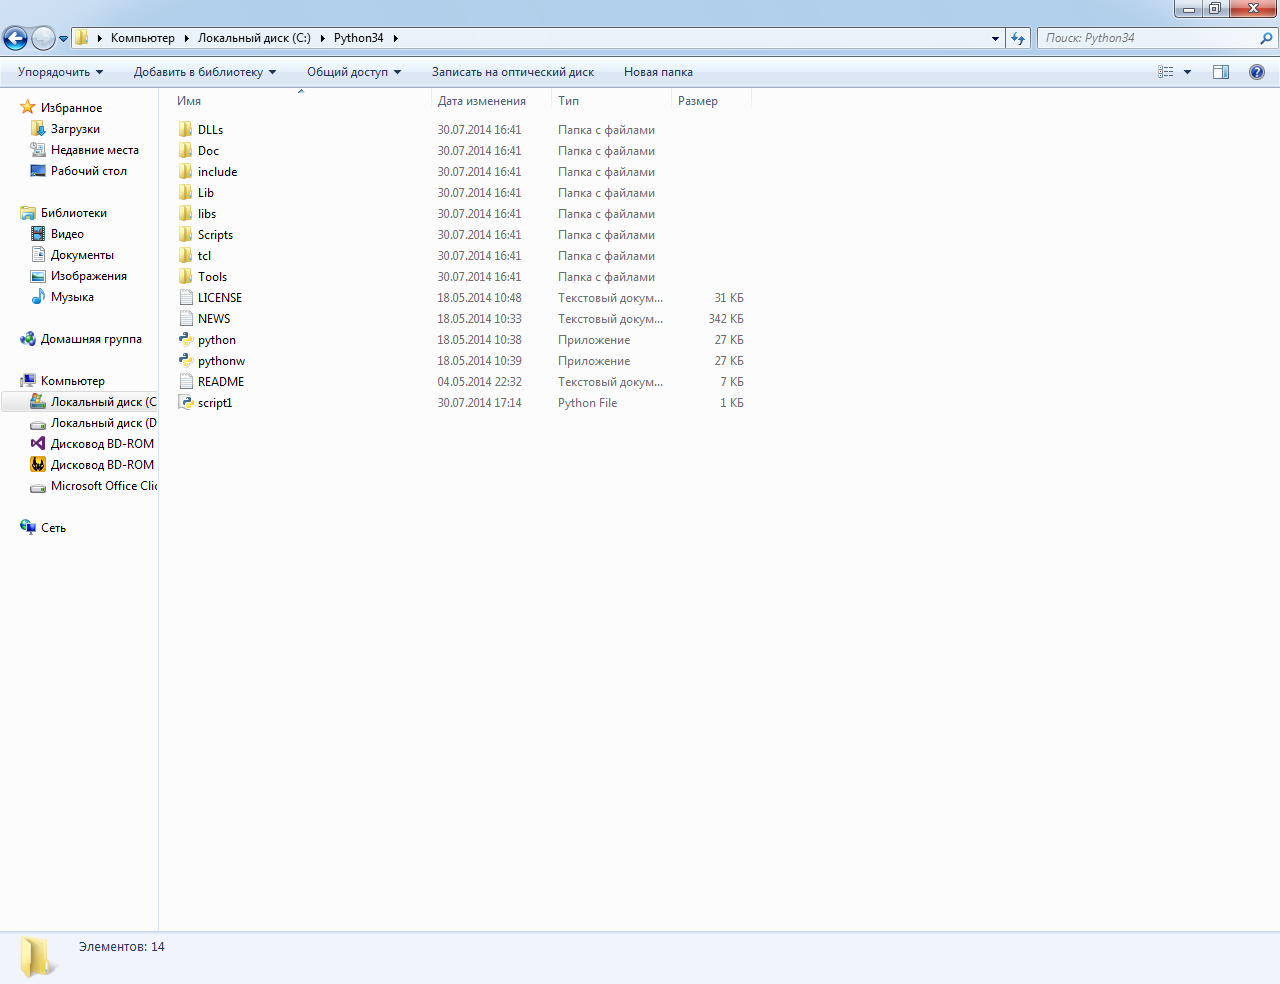 Компьютер Локальный диск (C:) Python34 Поиск: Python34
Упорядочить Добавить в библиотеку Общий доступ Записать на оптический диск Новая папка
Избранное
Загрузки
Недавние места
Рабочий стол
Библиотеки
Видео
Документы
Изображения
Музыка
Домашняя группа
Компьютер
Локальный диск (C
Локальный диск (D
Дисковод BD-ROM
Дисковод BD-ROM
Microsoft Office Clic
Сеть
Имя Дата изменения Тип Размер
DLLs 30.07.2014 16:41 Папка с файлами
Doc 30.07.2014 16:41 Папка с файлами
include 30.07.2014 16:41 Папка с файлами
Lib 30.07.2014 16:41 Папка с файлами
libs 30.07.2014 16:41 Папка с файлами
Scripts 30.07.2014 16:41 Папка с файлами
tcl 30.07.2014 16:41 Папка с файлами
Tools 30.07.2014 16:41 Папка с файлами
LICENSE 18.05.2014 10:48 Текстовый докум... 31 КБ
NEWS 18.05.2014 10:33 Текстовый докум... 342 КБ
python 18.05.2014 10:38 Приложение 27 КБ
pythonw 18.05.2014 10:39 Приложение 27 КБ
README 04.05.2014 22:32 Текстовый докум... 7 КБ
script1 30.07.2014 17:14 Python File 1 КБ
Элементов: 14